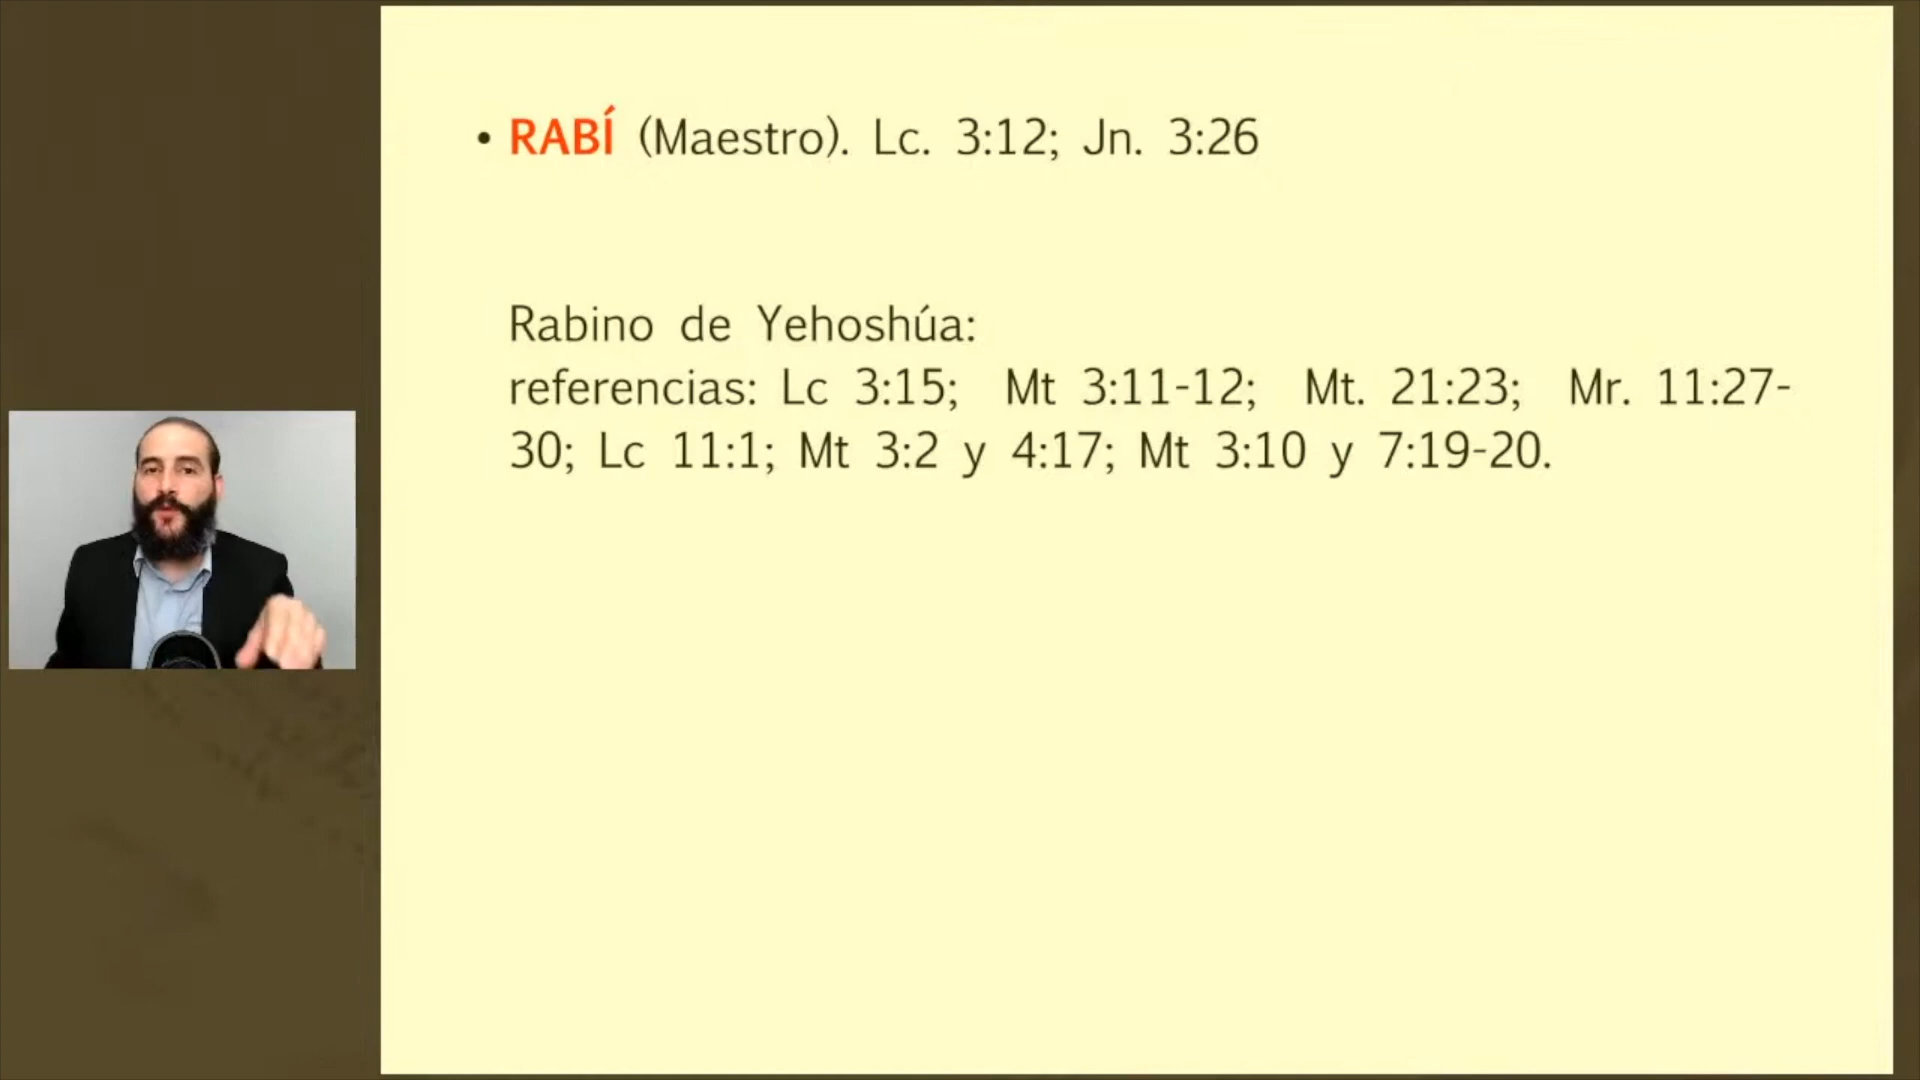 • RABÍ (Maestro). Lc. 3:12; Jn. 3:26
Rabino de Yehoshúa:
referencias: Lc 3:15; Mt 3:11-12; Mt. 21:23; Mr. 11:27-
30; Lc 11:1; Mt 3:2 y 4:17; Mt 3:10 y 7:19-20.